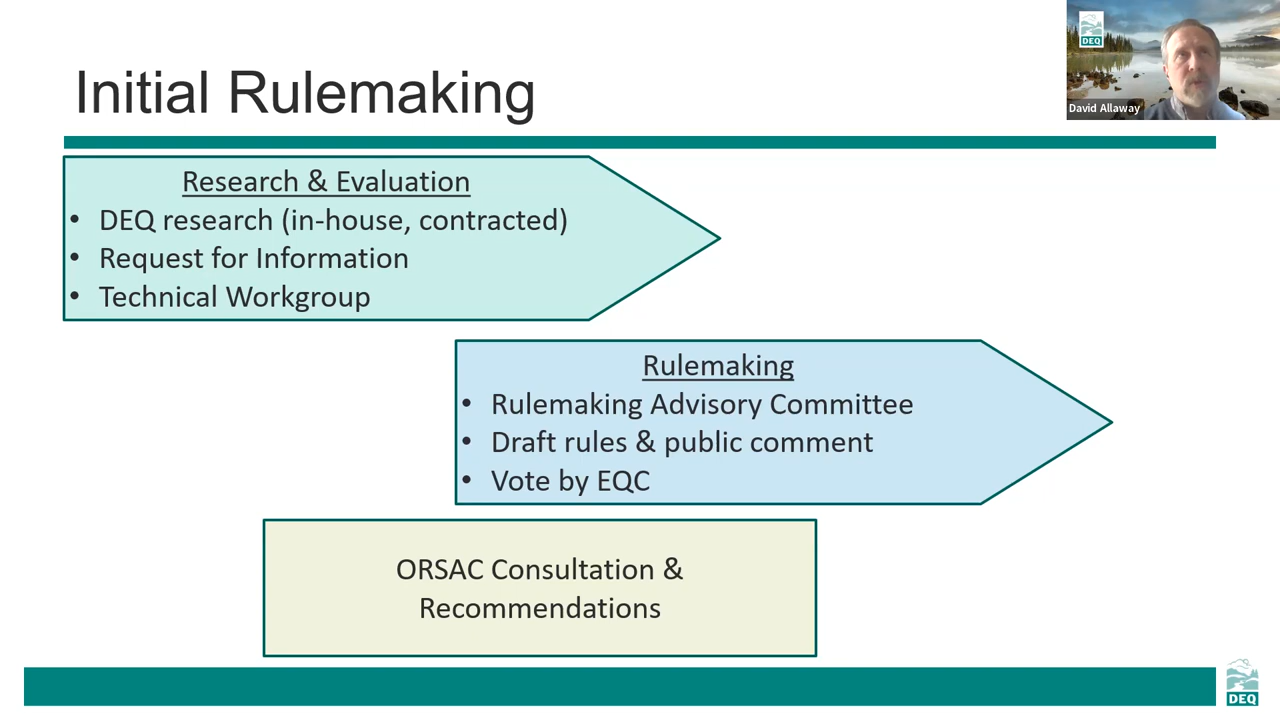 DEQ
David Allaway
Initial Rulemaking
Research & Evaluation
• DEQ research (in-house, contracted)
• Request for Information
• Technical Workgroup
Rulemaking
• Rulemaking Advisory Committee
• Draft rules & public comment
• Vote by EQC
ORSAC Consultation &
Recommendations
DEQ